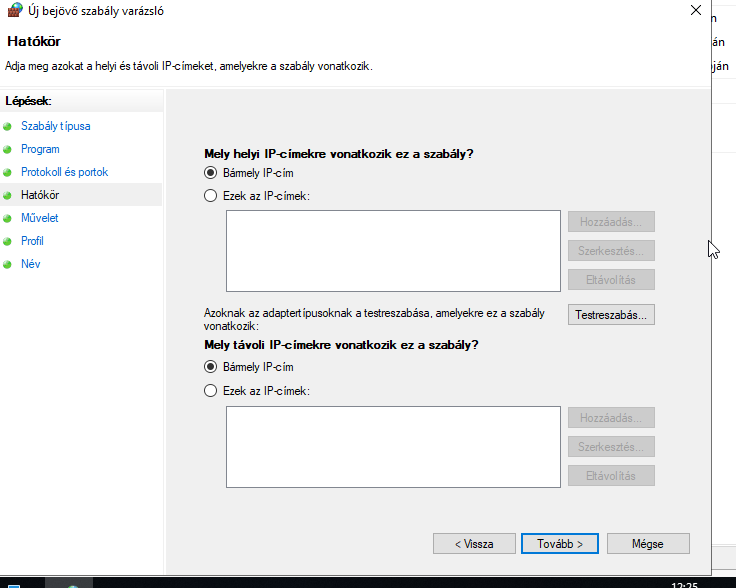 Új bejövő szabály varázsló
Hatókör
Adja meg azokat a helyi és távoli IP-címeket, amelyekre a szabály vonatkozik.
Lépések:
Szabály típusa
Program
Protokoll és portok
Hatókör
Művelet
Profil
Név
Mely helyi IP-címekre vonatkozik ez a szabály?
Bármely IP-cím
Ezek az IP-címek:
Hozzáadás...
Szerkesztés...
Eltávolítás
Azoknak az adaptertípusoknak a testreszabása, amelyekre ez a szabály
vonatkozik:
Testreszabás...
Mely távoli IP-címekre vonatkozik ez a szabály?
Bármely IP-cím
Ezek az IP-címek:
Hozzáadás...
Szerkesztés...
Eltávolítás
< Vissza
Tovább >
Mégse
12:25